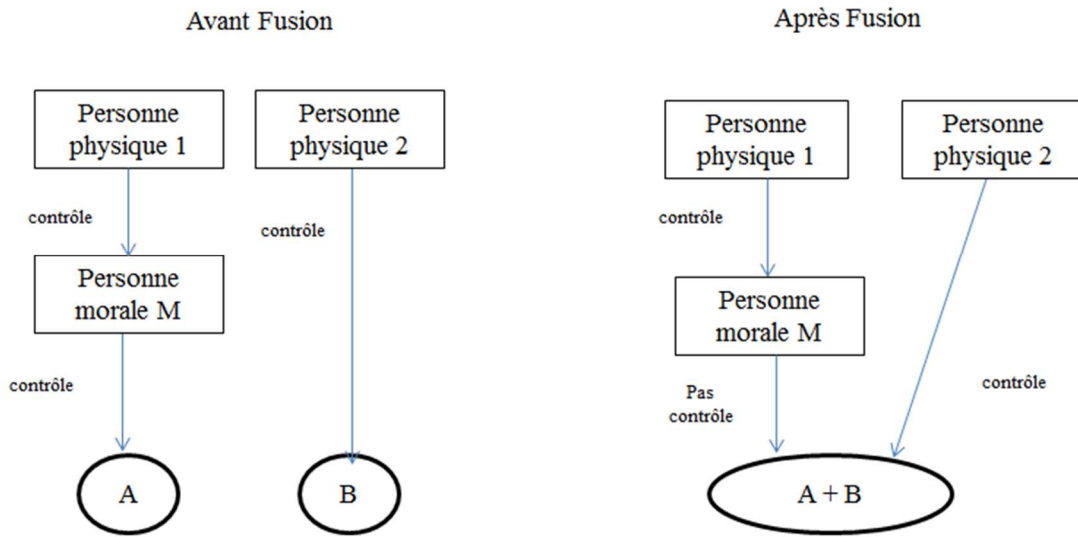 Avant Fusion
Personne
physique 1
Personne
physique 2
contrôle
contrôle
Personne
morale M
contrôle
A
B
Après Fusion
Personne
physique 1
Personne
physique 2
contrôle
Personne
morale M
Pas
contrôle
contrôle
A + B